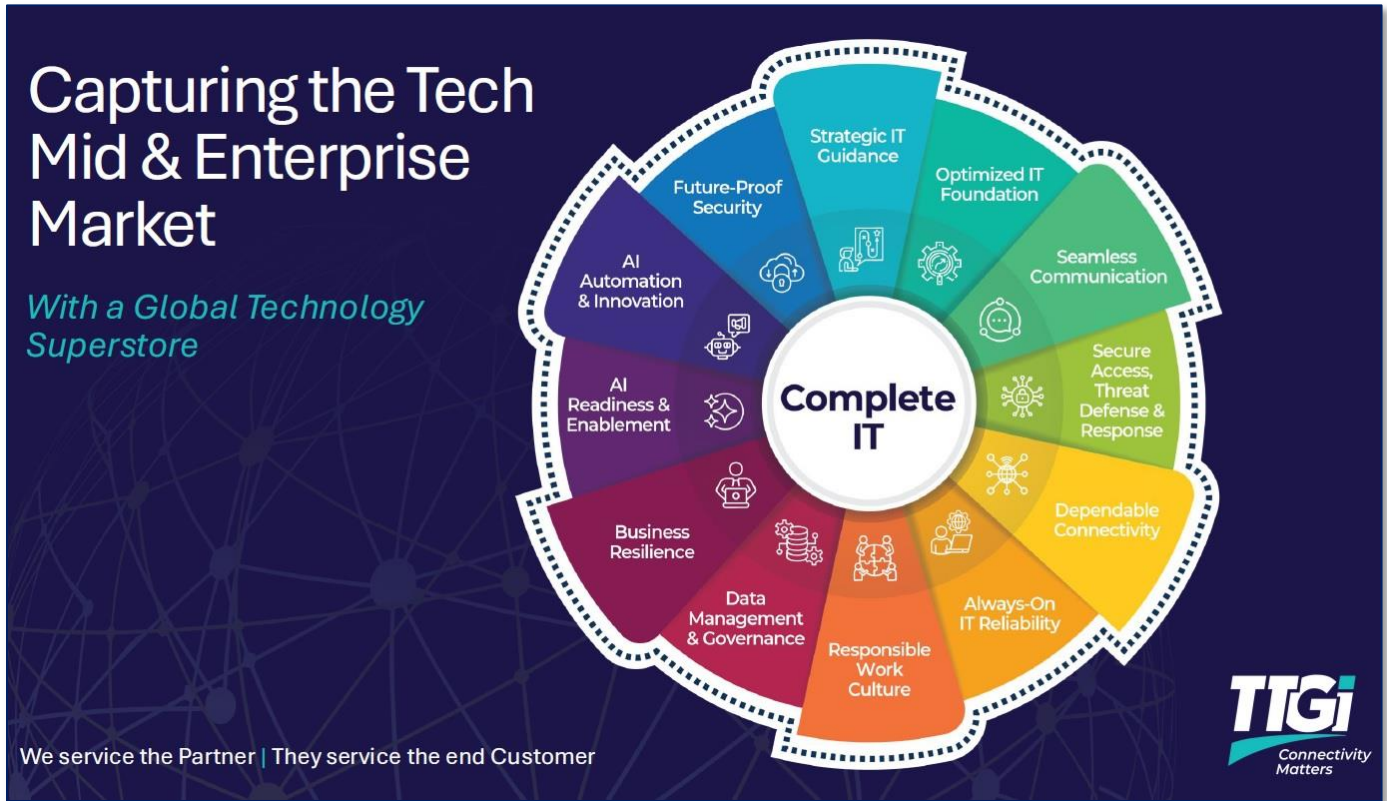 Capturing the Tech
Mid & Enterprise
Market
With a Global Technology
Superstore
Strategic IT
Guidance
Optimized IT
Foundation
Seamless
Communication
Secure
Access,
Threat
Defense &
Response
Dependable
Connectivity
Always-On
IT Reliability
Responsible
Work
Culture
Data
Management
& Governance
Business
Resilience
AI
Readiness &
Enablement
AI
Automation
& Innovation
Future-Proof
Security
Complete
IT
We service the Partner | They service the end Customer
TTGi
Connectivity
Matters